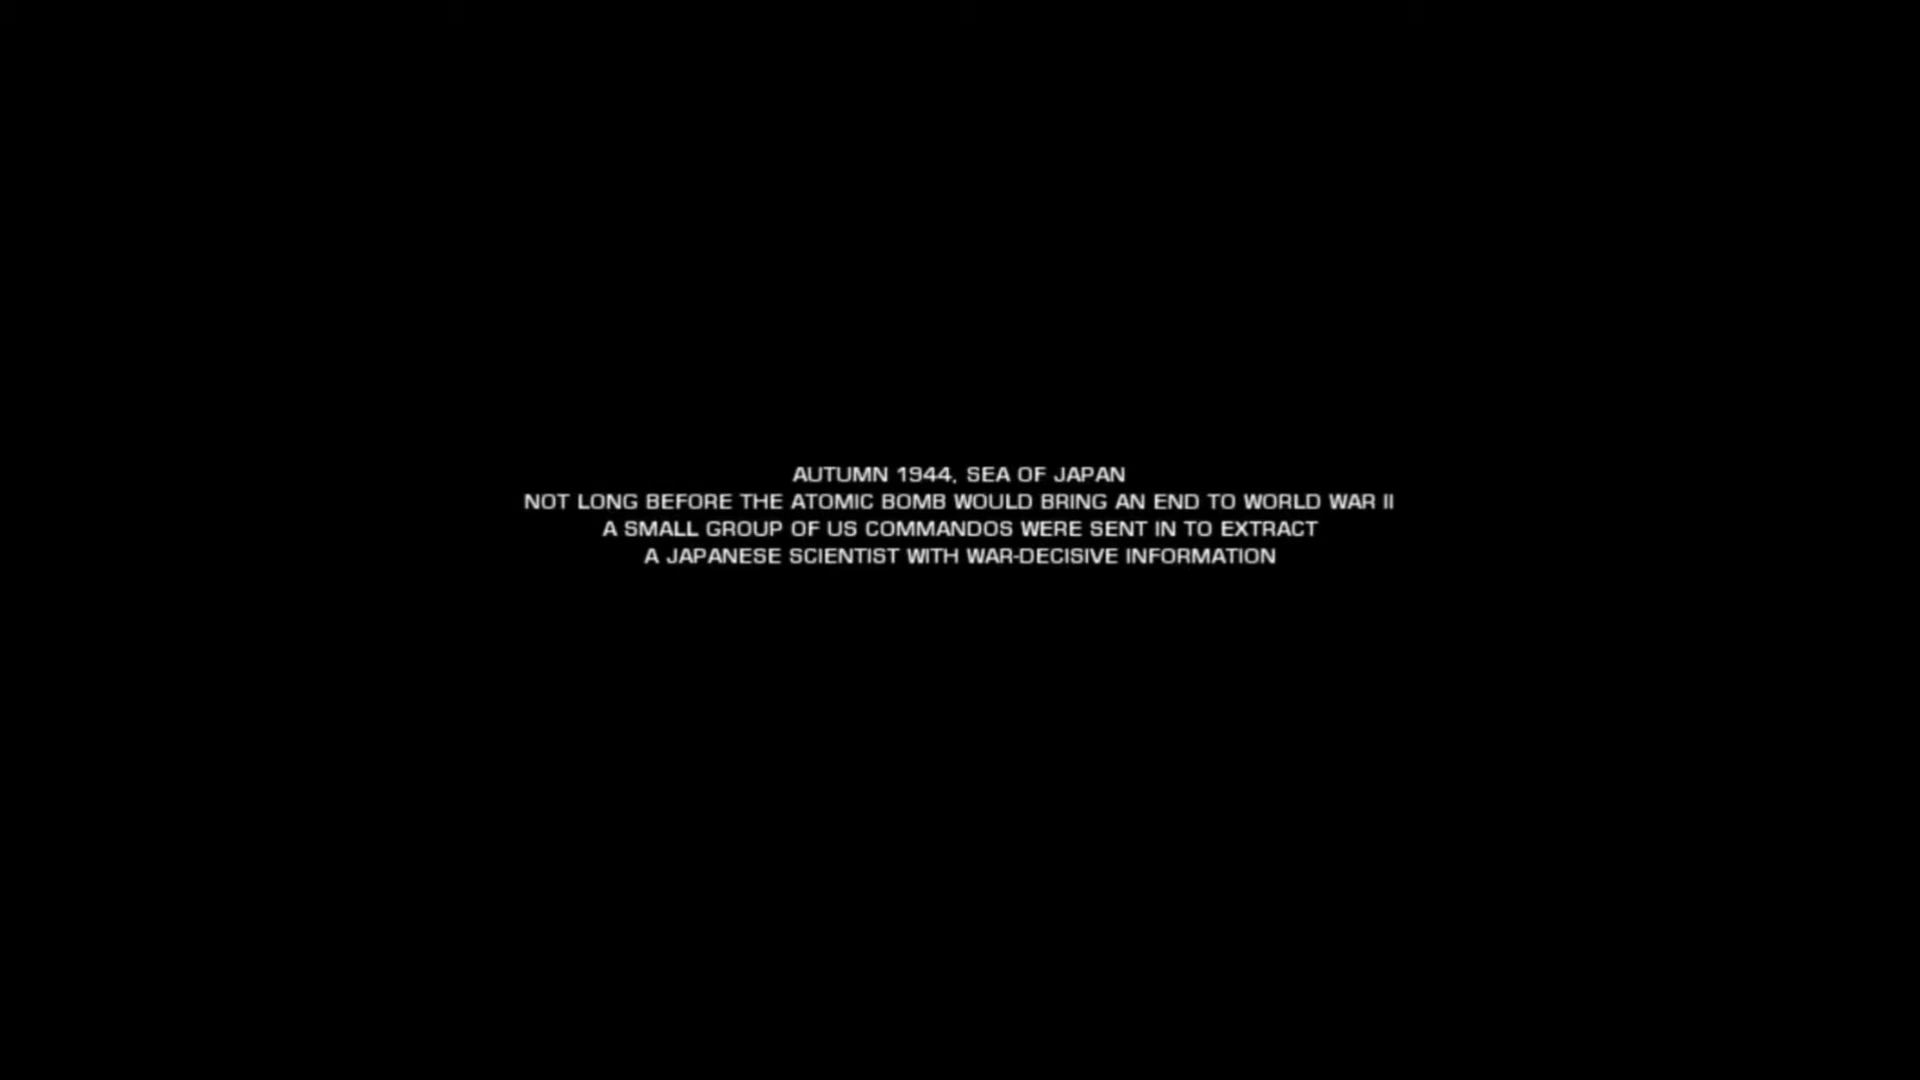 AUTUMN 1944, SEA OF JAPAN
NOT LONG BEFORE THE ATOMIC BOMB WOULD BRING AN END TO WORLD WAR II
A SMALL GROUP OF US COMMANDOS WERE SENT IN TO EXTRACT
A JAPANESE SCIENTIST WITH WAR-DECISIVE INFORMATION